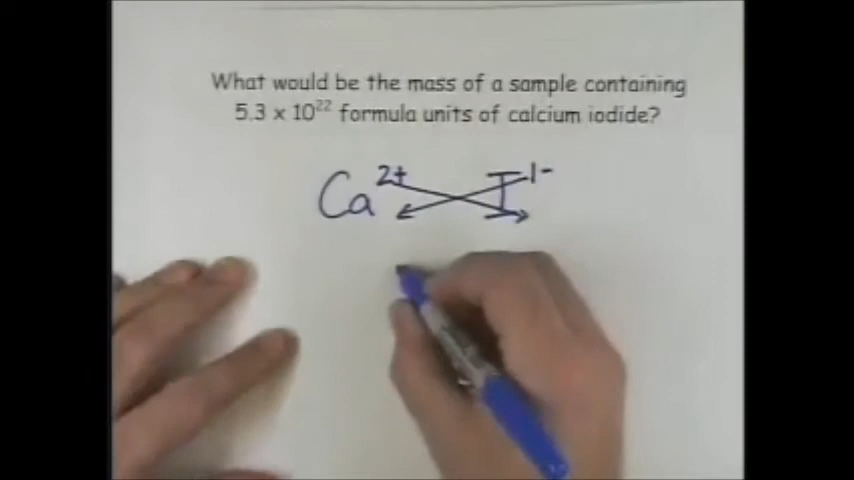 What would be the mass of a sample containing
5.3 x 10²² formula units of calcium iodide?
Ca²⁺ I¹⁻